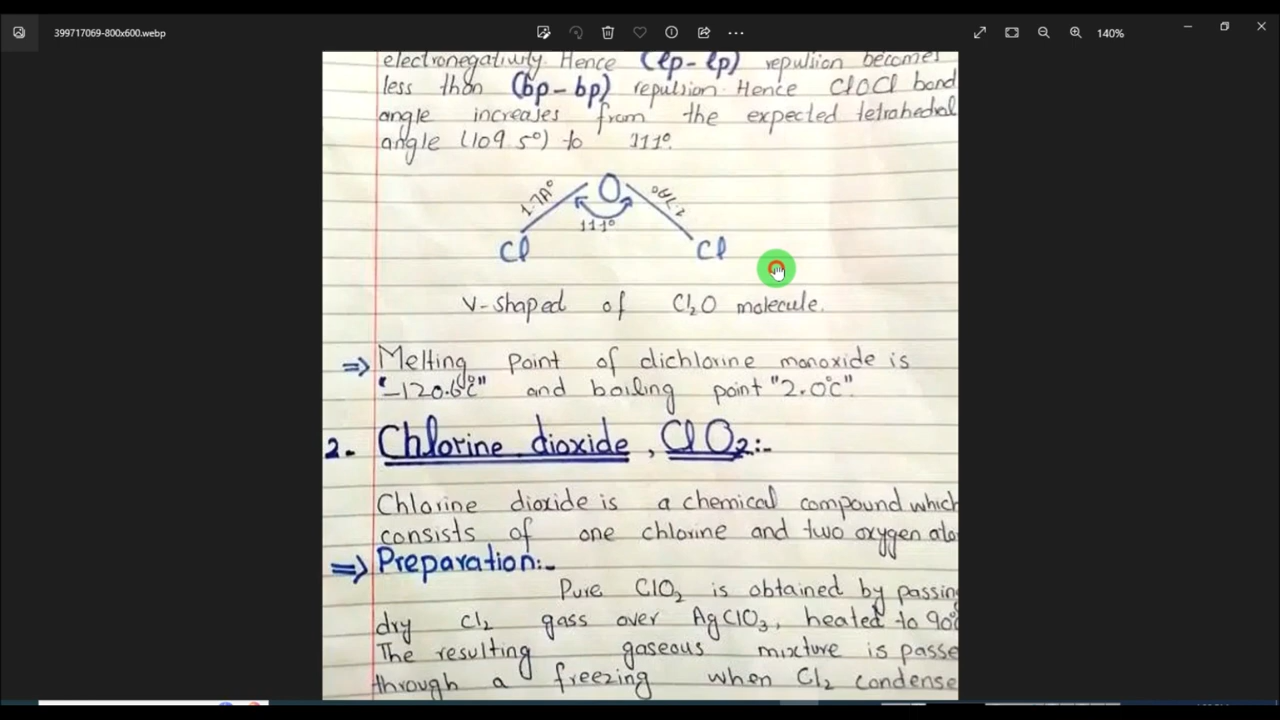 399717069-800x600.webp
140%
electronegativity. Hence (lp-lp) repulsion becomes
less than (bp-bp) repulsion. Hence ClOCl bond
angle increases from the expected tetrahedral
angle (109.5°) to 111°.
O
1.7A°
1.7A°
111°
Cl Cl
V-shaped of Cl2O molecule.
⇒ Melting point of dichlorine monoxide is
"-120.6°C" and boiling point "2.0°C".
2- Chlorine dioxide, ClO2:-
Chlorine dioxide is a chemical compound which
consists of one chlorine and two oxygen ato
⇒ Preparation:-
Pure ClO2 is obtained by passing
dry Cl2 gass over AgClO3, heated to 90°
The resulting gaseous mixture is passe
through a freezing when Cl2 condense